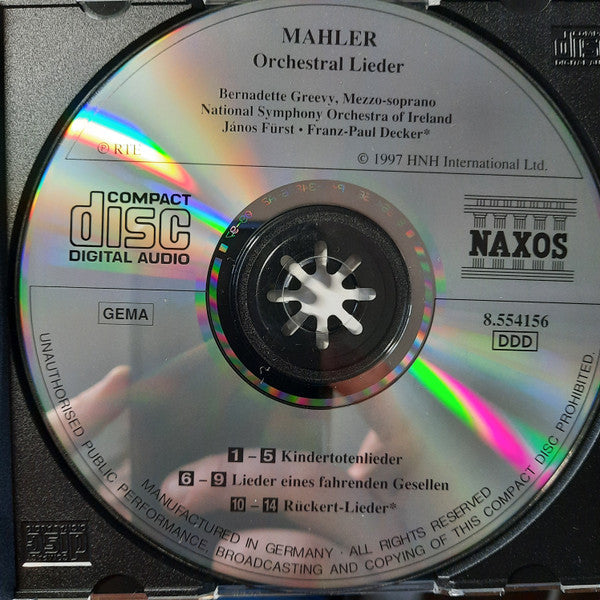 MAHLER
Orchestral Lieder
Bernadette Greevy, Mezzo-soprano
National Symphony Orchestra of Ireland
János Fürst · Franz-Paul Decker*
℗ RTE
© 1997 HNH International Ltd.
COMPACT
disc
DIGITAL AUDIO
NAXOS
GEMA
8.554156
DDD
1 – 5 Kindertotenlieder
6 – 9 Lieder eines fahrenden Gesellen
10 – 14 Rückert-Lieder*
MANUFACTURED IN GERMANY · ALL RIGHTS RESERVED
UNAUTHORISED PUBLIC PERFORMANCE, BROADCASTING AND COPYING OF THIS COMPACT DISC PROHIBITED.